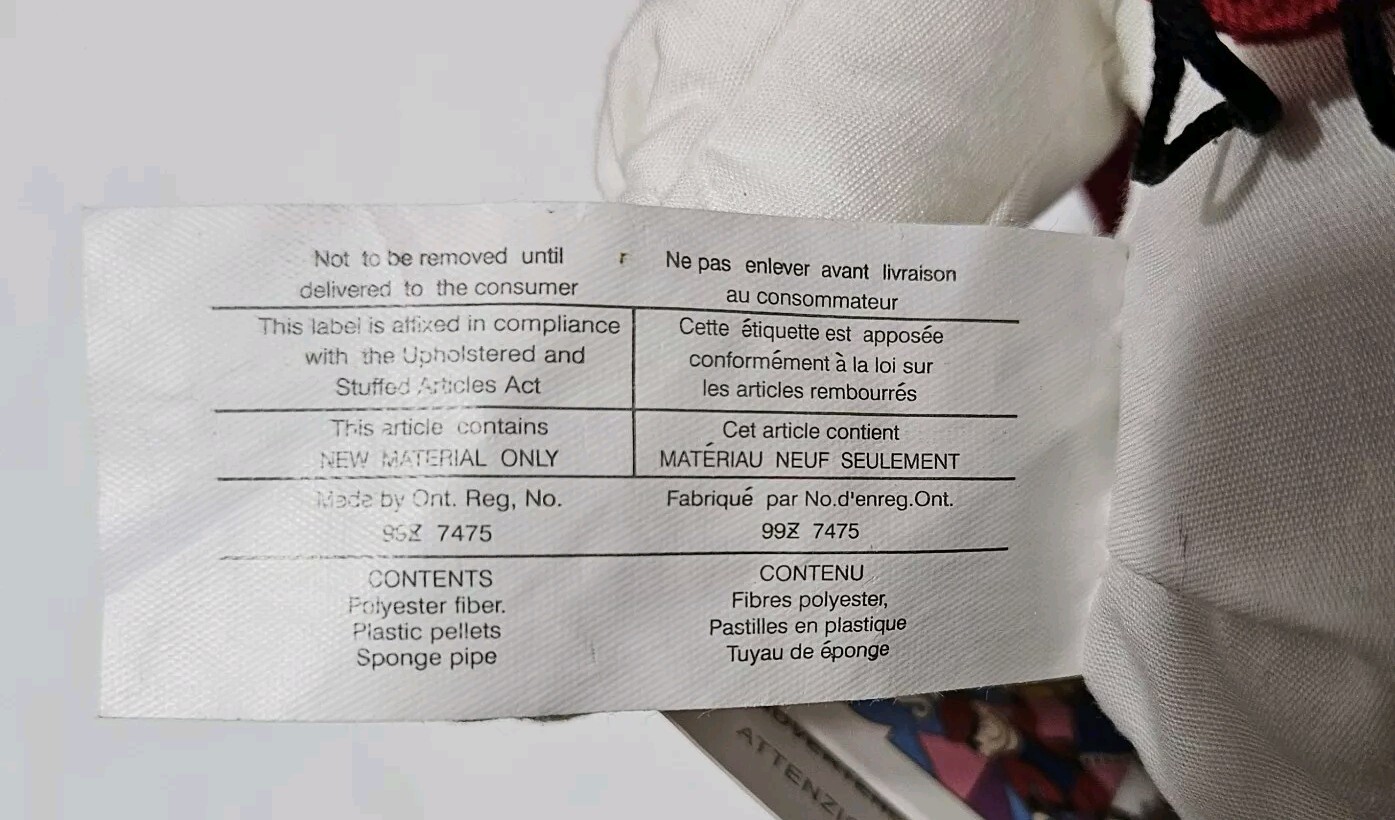 Not to be removed until
delivered to the consumer
Ne pas enlever avant livraison
au consommateur
This label is affixed in compliance
with the Upholstered and
Stuffed Articles Act
Cette étiquette est apposée
conformément à la loi sur
les articles rembourrés
This article contains
NEW MATERIAL ONLY
Cet article contient
MATÉRIAU NEUF SEULEMENT
Made by Ont. Reg, No.
99Z 7475
Fabriqué par No.d'enreg.Ont.
99Z 7475
CONTENTS
Polyester fiber.
Plastic pellets
Sponge pipe
CONTENU
Fibres polyester,
Pastilles en plastique
Tuyau de éponge